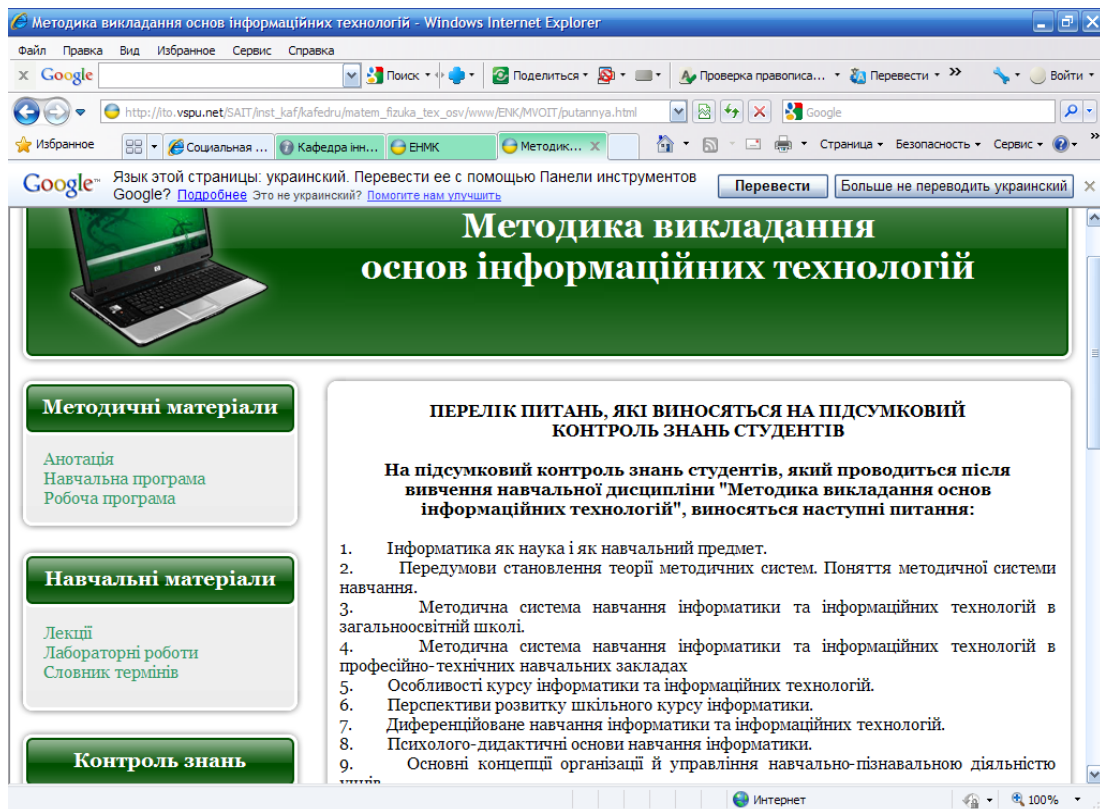 Методика викладання основ інформаційних технологій - Windows Internet Explorer
Файл Правка Вид Избранное Сервис Справка
Google Поиск Поделиться Проверка правописа... Перевести Войти
http://ito.vspu.net/SAIT/inst_kaf/kafedru/matem_fizuka_tex_osv/www/ENK/MVOIT/putannya.html Google
Избранное Социальная ... Кафедра інн... ЕНМК Методик... Страница Безопасность Сервис
Google™ Язык этой страницы: украинский. Перевести ее с помощью Панели инструментов
Google? Подробнее Это не украинский? Помогите нам улучшить
Перевести Больше не переводить украинский
hp
Методика викладання
основ інформаційних технологій
Методичні матеріали
Анотація
Навчальна програма
Робоча програма
Навчальні матеріали
Лекції
Лабораторні роботи
Словник термінів
Контроль знань
ПЕРЕЛІК ПИТАНЬ, ЯКІ ВИНОСЯТЬСЯ НА ПІДСУМКОВИЙ
КОНТРОЛЬ ЗНАНЬ СТУДЕНТІВ
На підсумковий контроль знань студентів, який проводиться після
вивчення навчальної дисципліни "Методика викладання основ
інформаційних технологій", виносяться наступні питання:
1. Інформатика як наука і як навчальний предмет.
2. Передумови становлення теорії методичних систем. Поняття методичної системи
навчання.
3. Методична система навчання інформатики та інформаційних технологій в
загальноосвітній школі.
4. Методична система навчання інформатики та інформаційних технологій в
професійно-технічних навчальних закладах
5. Особливості курсу інформатики та інформаційних технологій.
6. Перспективи розвитку шкільного курсу інформатики.
7. Диференційоване навчання інформатики та інформаційних технологій.
8. Психолого-дидактичні основи навчання інформатики.
9. Основні концепції організації й управління навчально-пізнавальною діяльністю
учнів
Интернет 100%